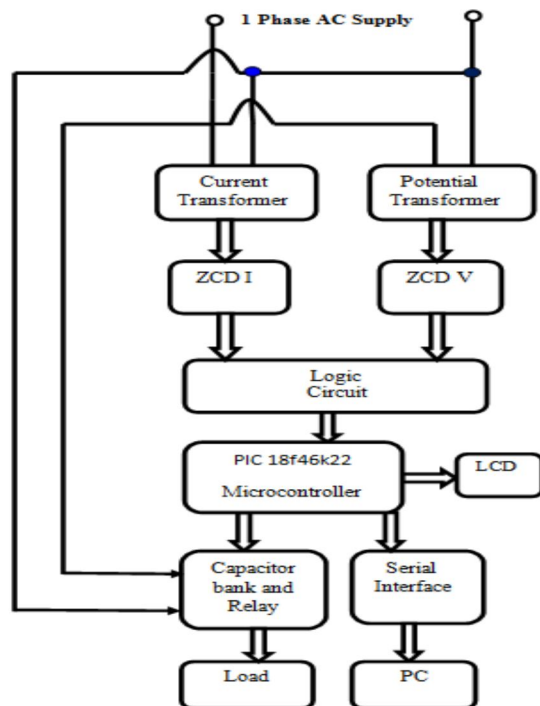 1 Phase AC Supply
Current
Transformer
Potential
Transformer
ZCD I
ZCD V
Logic
Circuit
PIC 18f46k22
Microcontroller
LCD
Capacitor
bank and
Relay
Serial
Interface
Load
PC